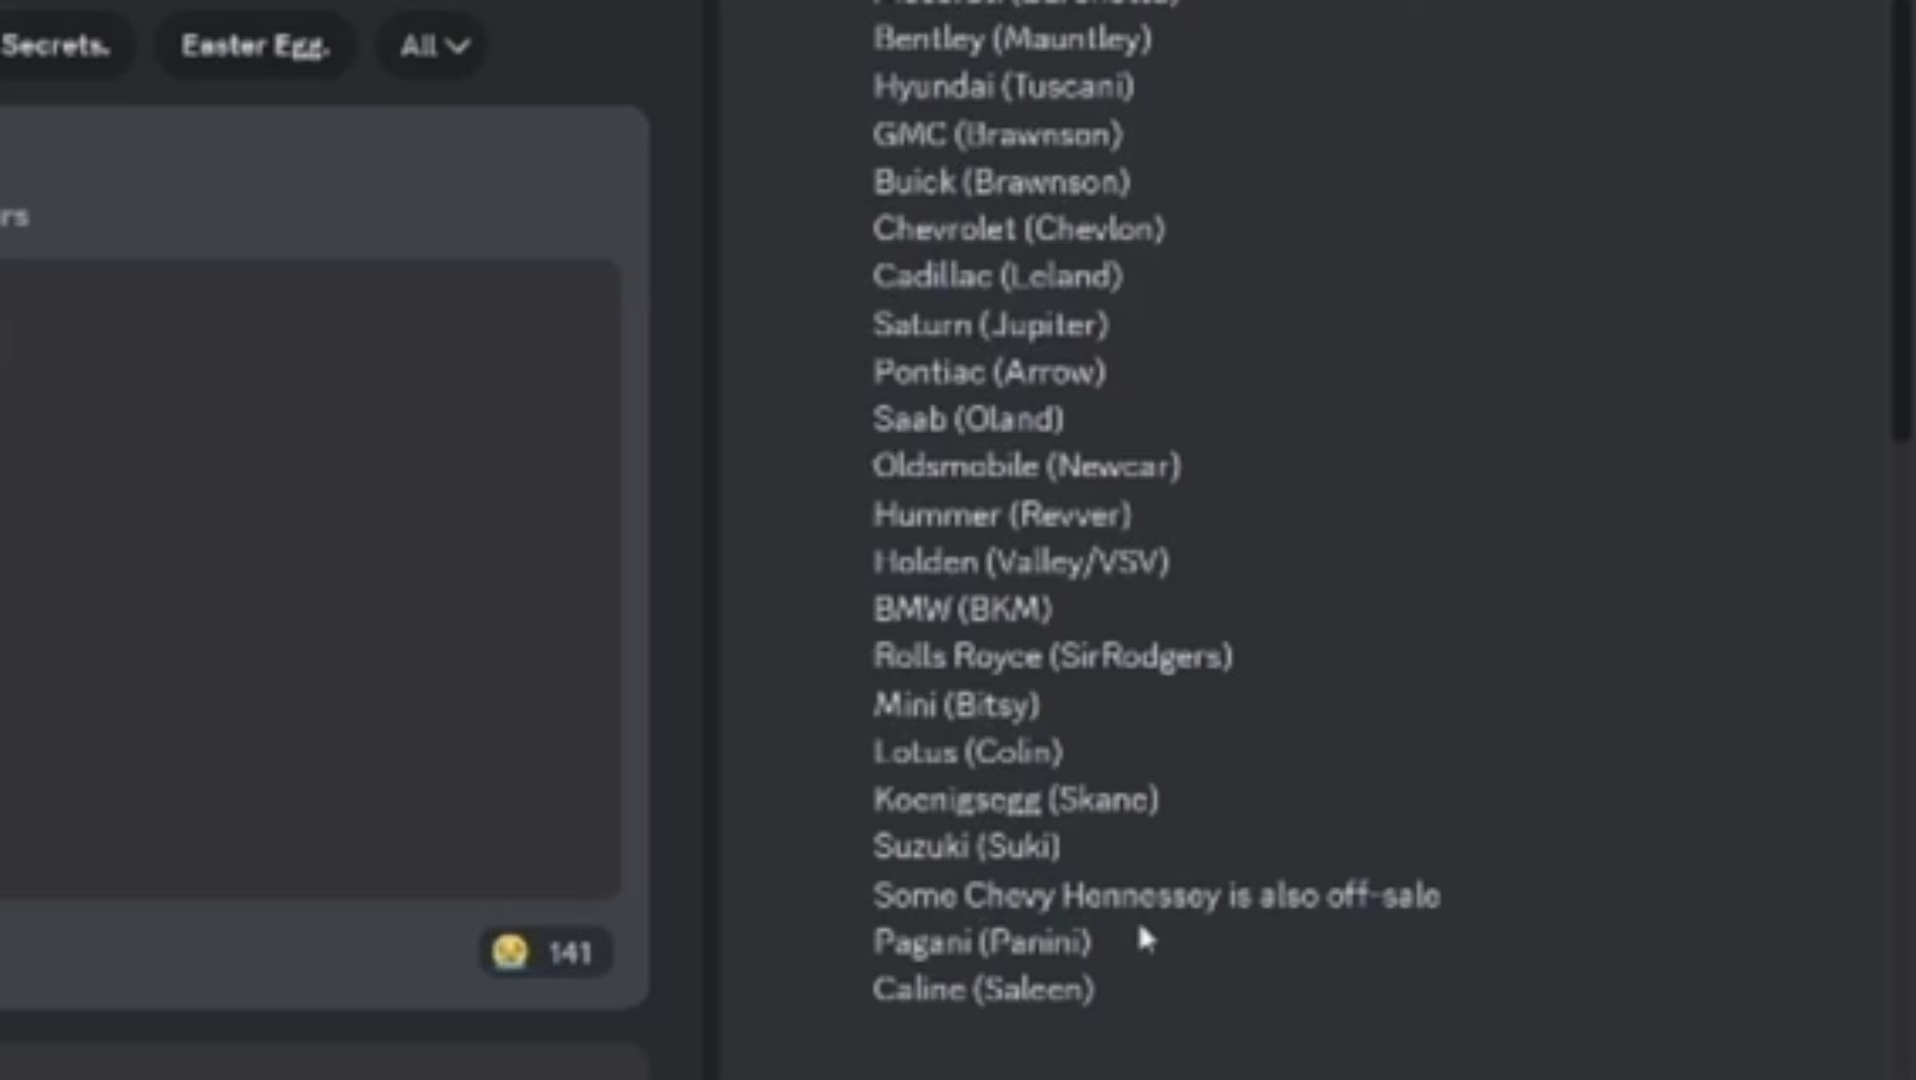 Secrets.
Easter Egg.
All
rs
141
Bentley (Mauntley)
Hyundai (Tuscani)
GMC (Brawnson)
Buick (Brawnson)
Chevrolet (Chevlon)
Cadillac (Leland)
Saturn (Jupiter)
Pontiac (Arrow)
Saab (Oland)
Oldsmobile (Newcar)
Hummer (Revver)
Holden (Valley/VSV)
BMW (BKM)
Rolls Royce (SirRodgers)
Mini (Bitsy)
Lotus (Colin)
Koenigsegg (Skane)
Suzuki (Suki)
Some Chevy Hennessey is also off-sale
Pagani (Panini)
Caline (Saleen)